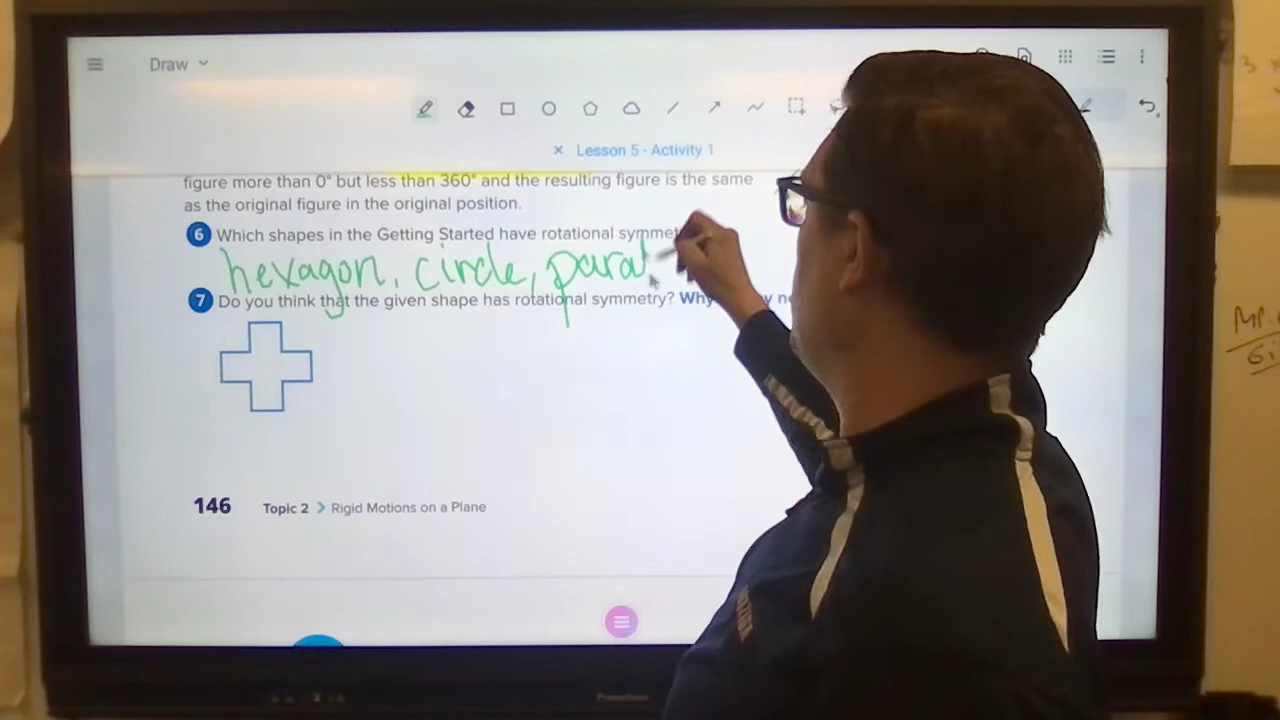 Draw
× Lesson 5 - Activity 1
figure more than 0° but less than 360° and the resulting figure is the same
as the original figure in the original position.
6 Which shapes in the Getting Started have rotational symmet
hexagon, circle, paral
7 Do you think that the given shape has rotational symmetry? Why
146 Topic 2 > Rigid Motions on a Plane